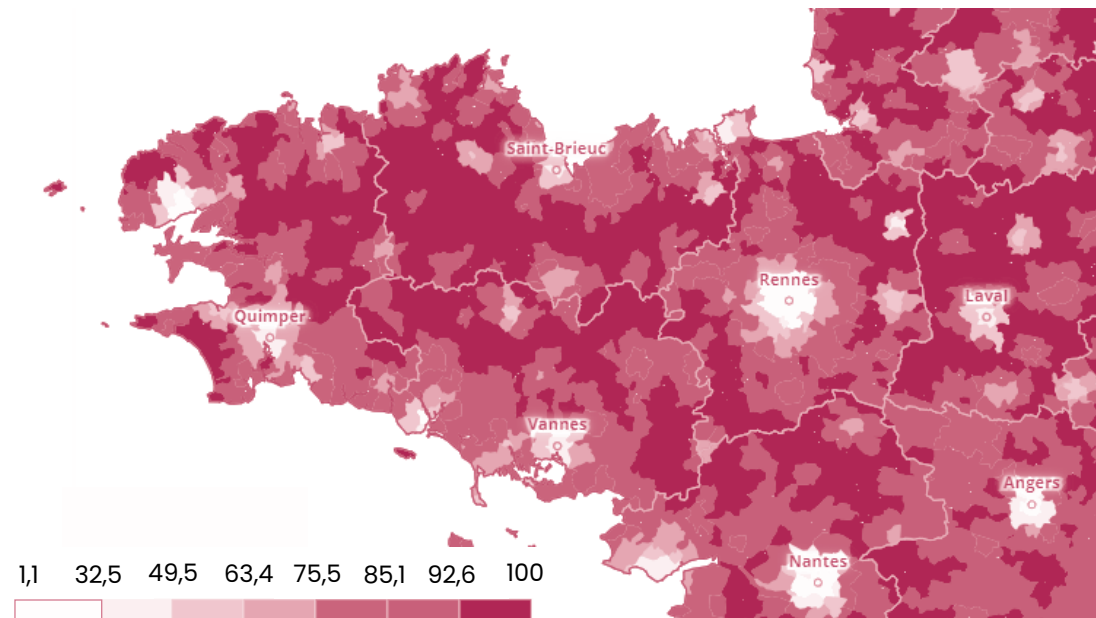 Saint-Brieuc
Rennes
Laval
Quimper
Vannes
Angers
Nantes
1,1 32,5 49,5 63,4 75,5 85,1 92,6 100